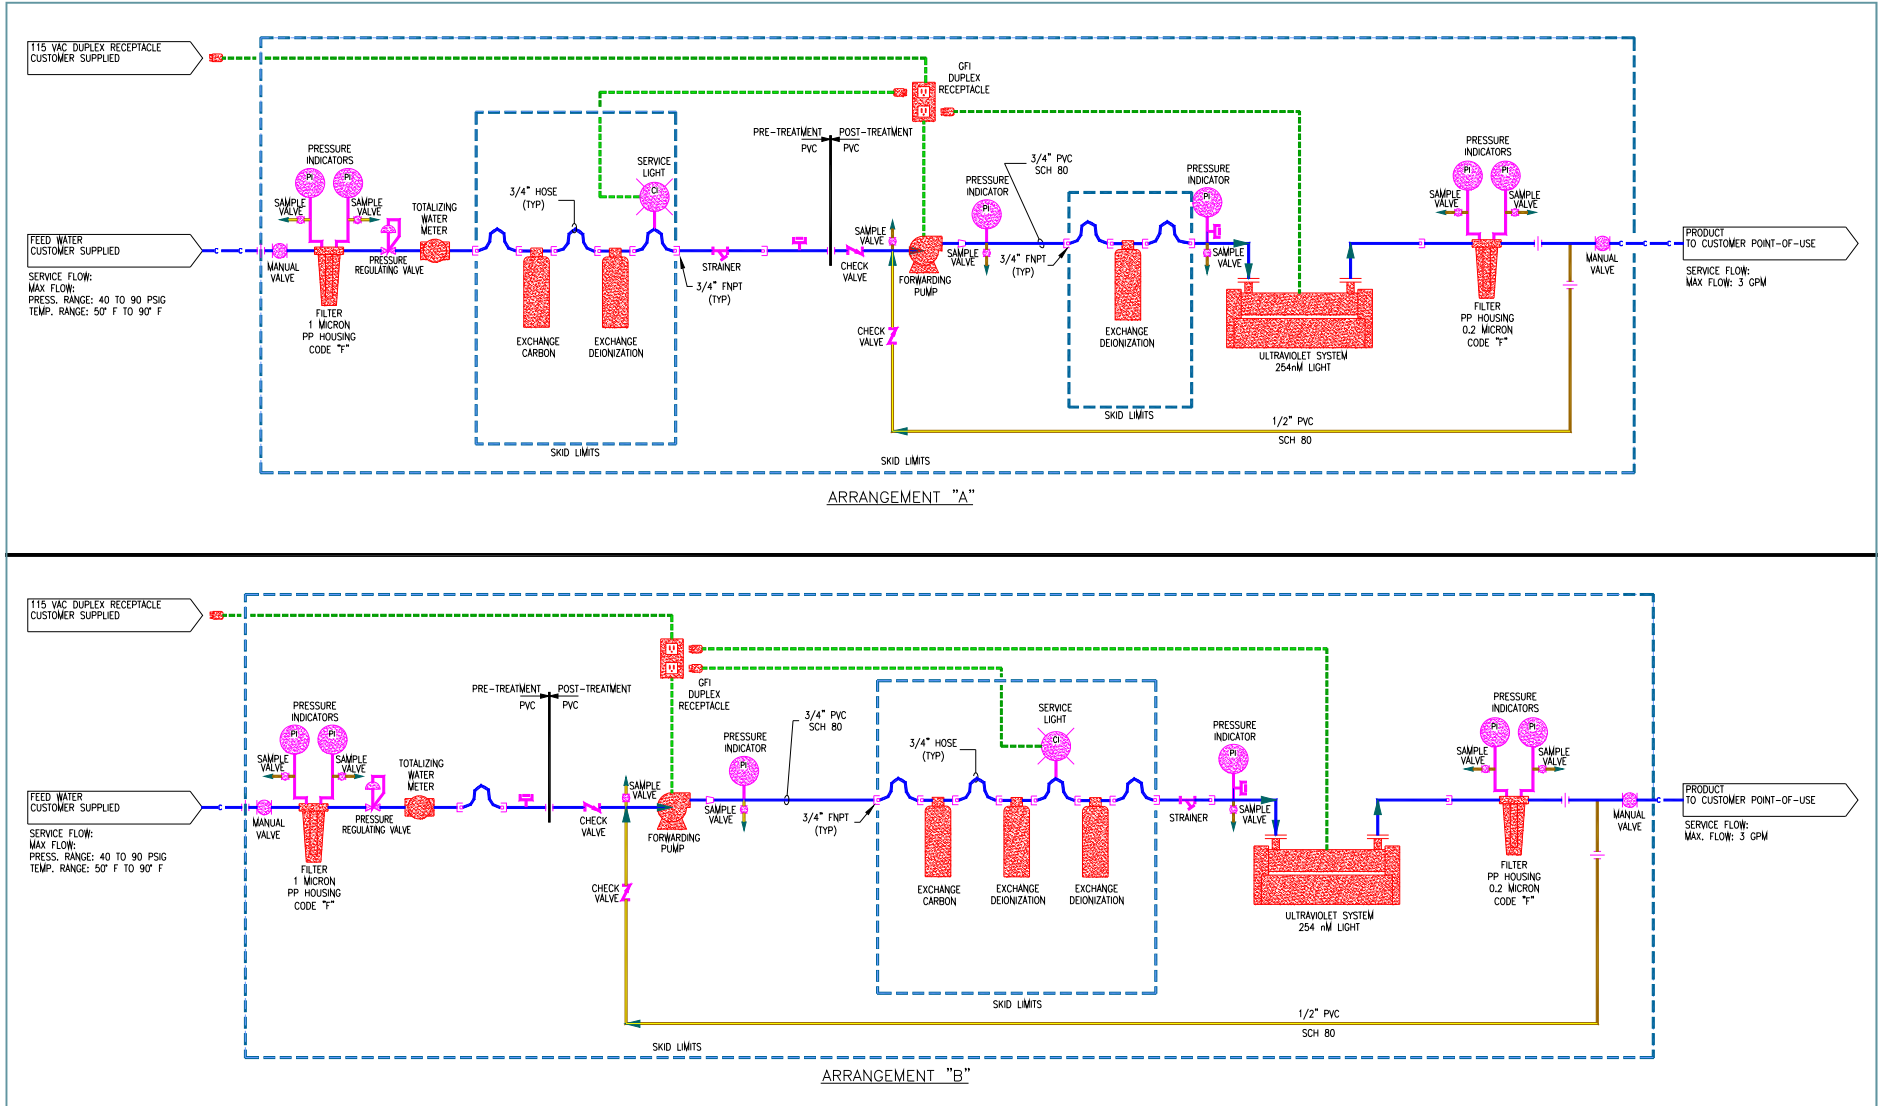 115 VAC DUPLEX RECEPTACLE
CUSTOMER SUPPLIED
GFI
DUPLEX
RECEPTACLE
PRE-TREATMENT
POST-TREATMENT
PVC
PVC
PRESSURE
INDICATORS
PI
PI
SAMPLE
VALVE
SAMPLE
VALVE
TOTALIZING
WATER
METER
3/4" HOSE
(TYP)
SERVICE
LIGHT
CI
FEED WATER
CUSTOMER SUPPLIED
SERVICE FLOW:
MAX FLOW:
PRESS. RANGE: 40 TO 90 PSIG
TEMP. RANGE: 50° F TO 90° F
MANUAL
VALVE
PRESSURE
REGULATING VALVE
FILTER
1 MICRON
PP HOUSING
CODE "F"
EXCHANGE
CARBON
EXCHANGE
DEIONIZATION
STRAINER
3/4" FNPT
(TYP)
SAMPLE
VALVE
CHECK
VALVE
CHECK
VALVE
FORWARDING
PUMP
PRESSURE
INDICATOR
PI
SAMPLE
VALVE
3/4" PVC
SCH 80
3/4" FNPT
(TYP)
EXCHANGE
DEIONIZATION
PRESSURE
INDICATOR
PI
SAMPLE
VALVE
ULTRAVIOLET SYSTEM
254nM LIGHT
PRESSURE
INDICATORS
PI
PI
SAMPLE
VALVE
SAMPLE
VALVE
FILTER
PP HOUSING
0.2 MICRON
CODE "F"
MANUAL
VALVE
PRODUCT
TO CUSTOMER POINT-OF-USE
SERVICE FLOW:
MAX FLOW: 3 GPM
SKID LIMITS
SKID LIMITS
1/2" PVC
SCH 80
SKID LIMITS
ARRANGEMENT "A"
115 VAC DUPLEX RECEPTACLE
CUSTOMER SUPPLIED
GFI
DUPLEX
RECEPTACLE
PRE-TREATMENT
POST-TREATMENT
PVC
PVC
PRESSURE
INDICATORS
PI
PI
SAMPLE
VALVE
SAMPLE
VALVE
TOTALIZING
WATER
METER
FEED WATER
CUSTOMER SUPPLIED
SERVICE FLOW:
MAX FLOW:
PRESS. RANGE: 40 TO 90 PSIG
TEMP. RANGE: 50° F TO 90° F
MANUAL
VALVE
PRESSURE
REGULATING VALVE
FILTER
1 MICRON
PP HOUSING
CODE "F"
CHECK
VALVE
SAMPLE
VALVE
CHECK
VALVE
FORWARDING
PUMP
PRESSURE
INDICATOR
PI
SAMPLE
VALVE
3/4" PVC
SCH 80
3/4" FNPT
(TYP)
3/4" HOSE
(TYP)
SERVICE
LIGHT
CI
EXCHANGE
CARBON
EXCHANGE
DEIONIZATION
EXCHANGE
DEIONIZATION
STRAINER
PRESSURE
INDICATOR
PI
SAMPLE
VALVE
ULTRAVIOLET SYSTEM
254 nM LIGHT
PRESSURE
INDICATORS
PI
PI
SAMPLE
VALVE
SAMPLE
VALVE
FILTER
PP HOUSING
0.2 MICRON
CODE "F"
MANUAL
VALVE
PRODUCT
TO CUSTOMER POINT-OF-USE
SERVICE FLOW:
MAX. FLOW: 3 GPM
SKID LIMITS
1/2" PVC
SCH 80
SKID LIMITS
ARRANGEMENT "B"